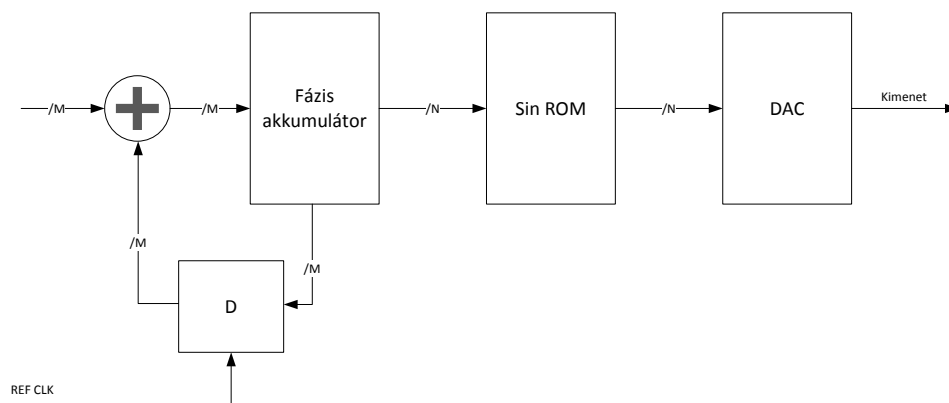 /M
/M
Fázis
akkumulátor
/N
Sin ROM
/N
DAC
Kimenet
/M
/M
D
REF CLK